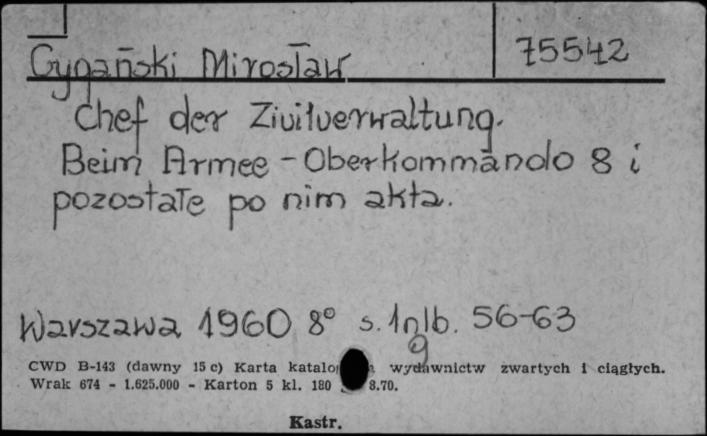 Cygański Mirosław 75542
Chef der Zivilverwaltung.
Beim Armee - Oberkommando 8 i
pozostałe po nim akta.
Warszawa 1960 8° s. 1nlb. 56-63
9
CWD B-143 (dawny 15 c) Karta katalo wydawnictw zwartych i ciągłych.
Wrak 674 - 1.625.000 - Karton 5 kl. 180 8.70.
Kastr.